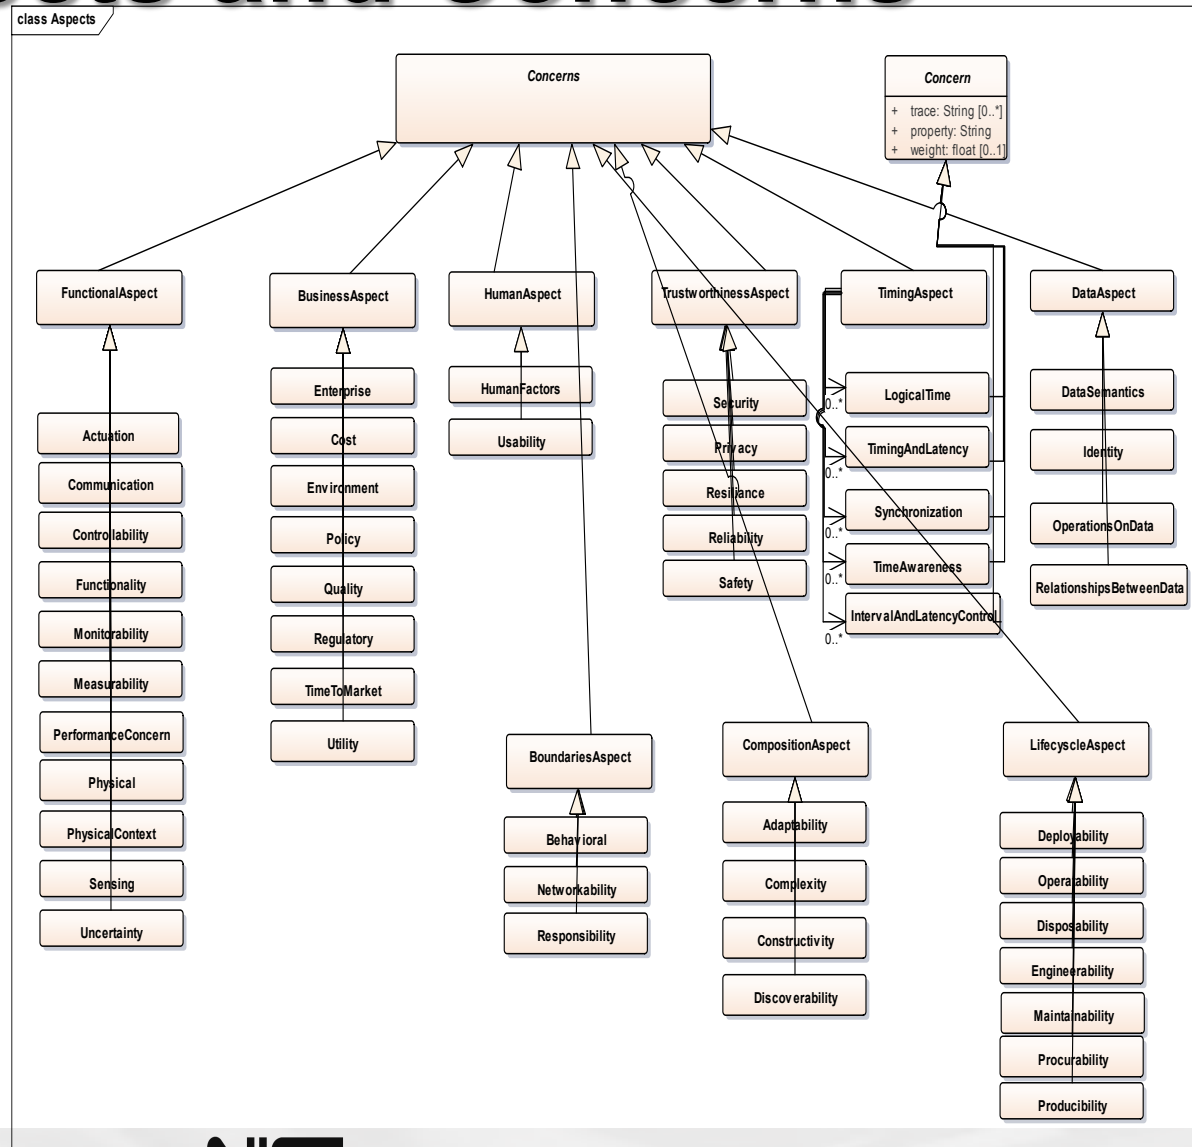 class Aspects
Concerns
Concern
+ trace: String [0..*]
+ property: String
+ weight: float [0..1]
FunctionalAspect
BusinessAspect
HumanAspect
TrustworthinessAspect
TimingAspect
DataAspect
Actuation
Communication
Controllability
Functionality
Monitorability
Measurability
PerformanceConcern
Physical
PhysicalContext
Sensing
Uncertainty
Enterprise
Cost
Environment
Policy
Quality
Regulatory
TimeToMarket
Utility
HumanFactors
Usability
Security
Privacy
Resiliance
Reliability
Safety
LogicalTime
0..*
TimingAndLatency
0..*
Synchronization
0..*
TimeAwareness
0..*
IntervalAndLatencyControl
0..*
DataSemantics
Identity
OperationsOnData
RelationshipsBetweenData
BoundariesAspect
Behavioral
Networkability
Responsibility
CompositionAspect
Adaptability
Complexity
Constructivity
Discoverability
LifecyscleAspect
Deployability
Operatability
Disposability
Engineerability
Maintainability
Procurability
Producibility